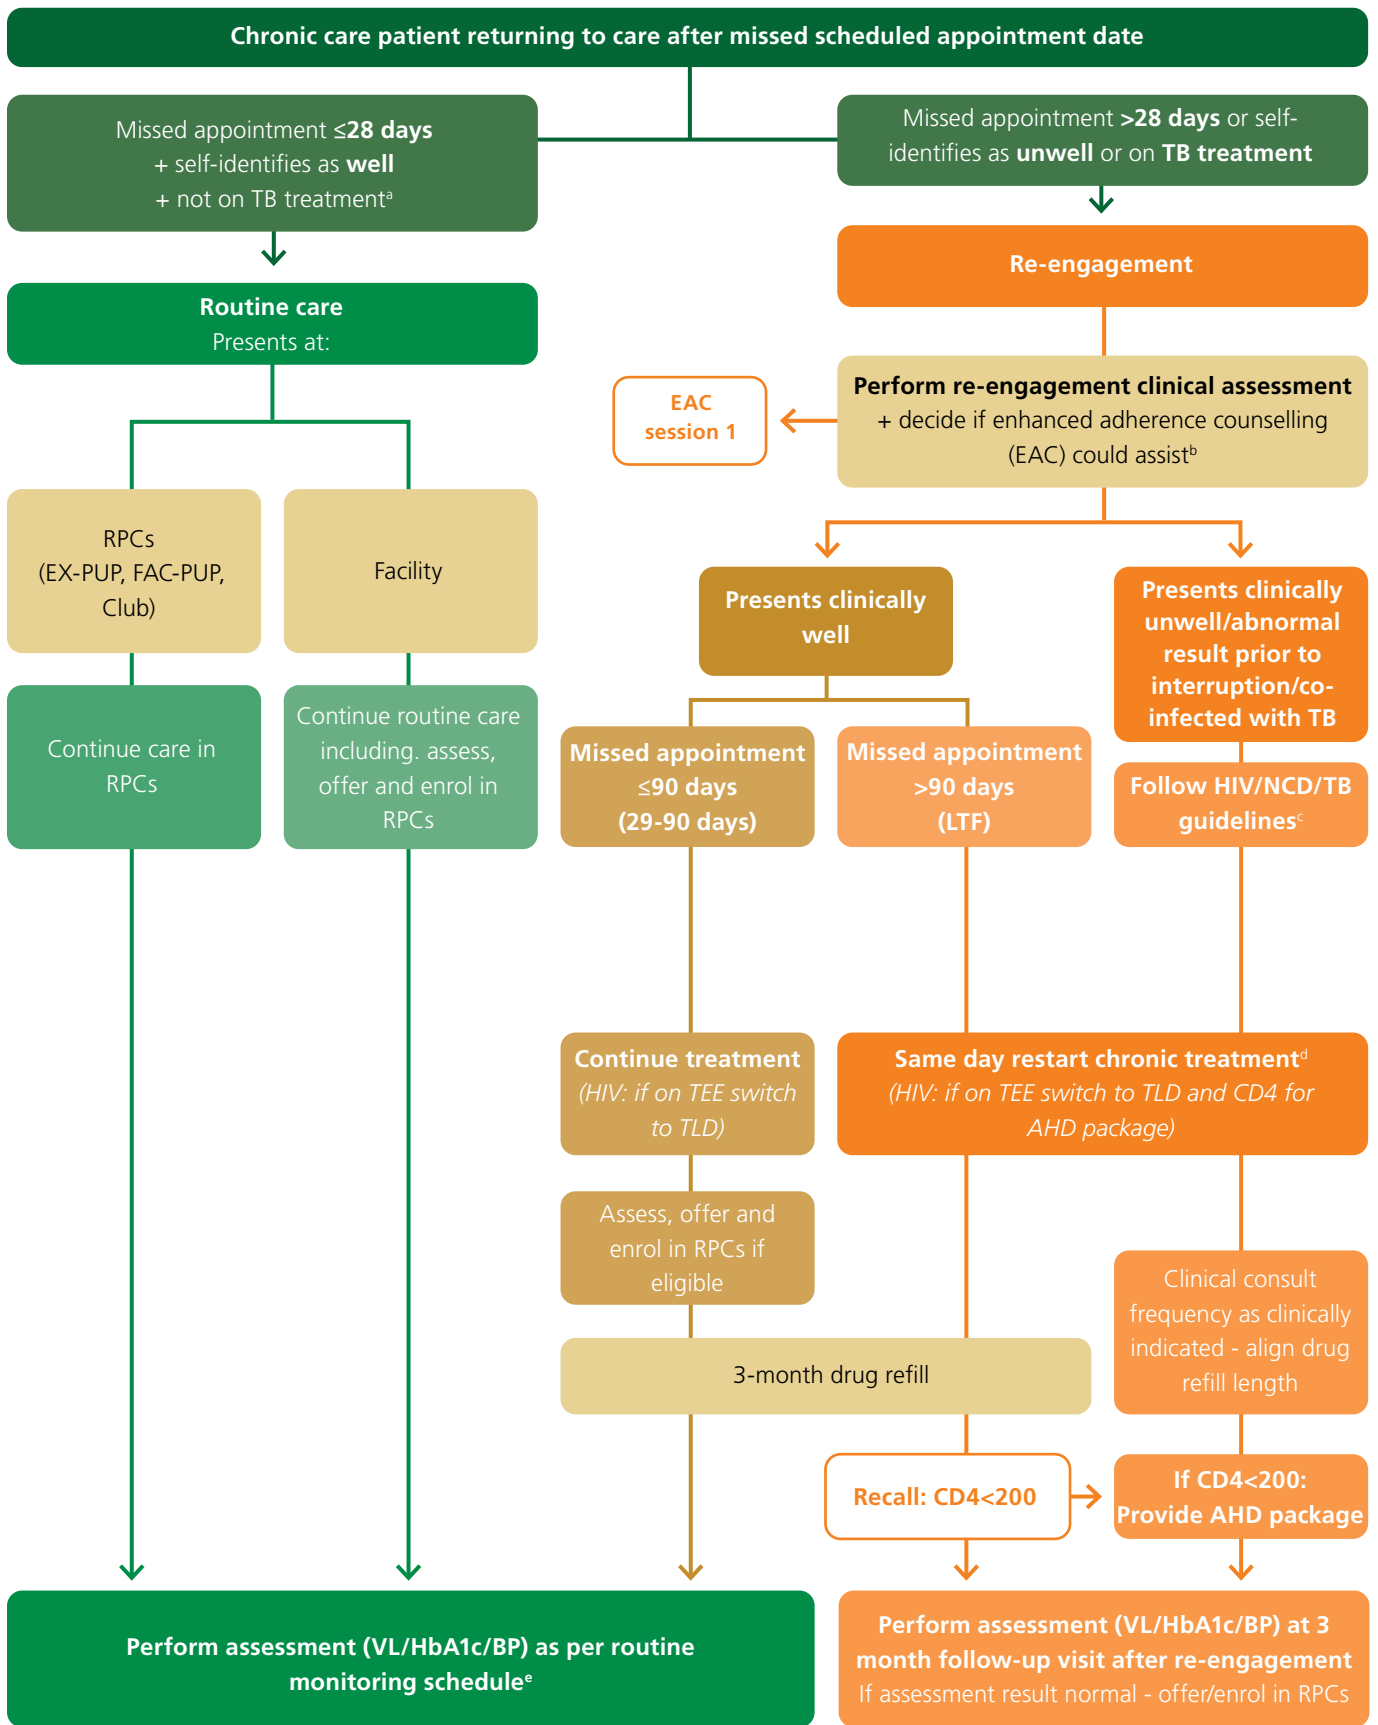 Chronic care patient returning to care after missed scheduled appointment date
Missed appointment ≤28 days
+ self-identifies as well
+ not on TB treatmentᵃ
Missed appointment >28 days or self-
identifies as unwell or on TB treatment
Re-engagement
Routine care
Presents at:
Perform re-engagement clinical assessment
+ decide if enhanced adherence counselling
(EAC) could assistᵇ
EAC
session 1
RPCs
(EX-PUP, FAC-PUP,
Club)
Facility
Presents clinically
well
Presents clinically
unwell/abnormal
result prior to
interruption/co-
infected with TB
Continue care in
RPCs
Continue routine care
including. assess,
offer and enrol in
RPCs
Missed appointment
≤90 days
(29-90 days)
Missed appointment
>90 days
(LTF)
Follow HIV/NCD/TB
guidelinesᶜ
Continue treatment
(HIV: if on TEE switch
to TLD)
Same day restart chronic treatmentᵈ
(HIV: if on TEE switch to TLD and CD4 for
AHD package)
Assess, offer and
enrol in RPCs if
eligible
Clinical consult
frequency as clinically
indicated - align drug
refill length
3-month drug refill
Recall: CD4<200
If CD4<200:
Provide AHD package
Perform assessment (VL/HbA1c/BP) as per routine
monitoring scheduleᵉ
Perform assessment (VL/HbA1c/BP) at 3
month follow-up visit after re-engagement
If assessment result normal - offer/enrol in RPCs